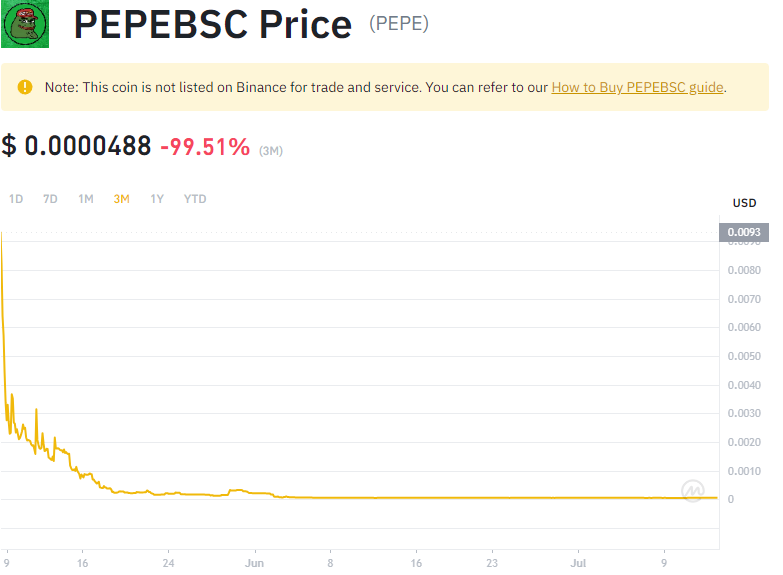 PEPEBSC Price (PEPE)
Note: This coin is not listed on Binance for trade and service. You can refer to our How to Buy PEPEBSC guide.
$ 0.0000488 -99.51% (3M)
1D 7D 1M 3M 1Y YTD
USD
0.0093
0.0080
0.0070
0.0060
0.0050
0.0040
0.0030
0.0020
0.0010
0
9 16 24 Jun 8 16 23 Jul 9